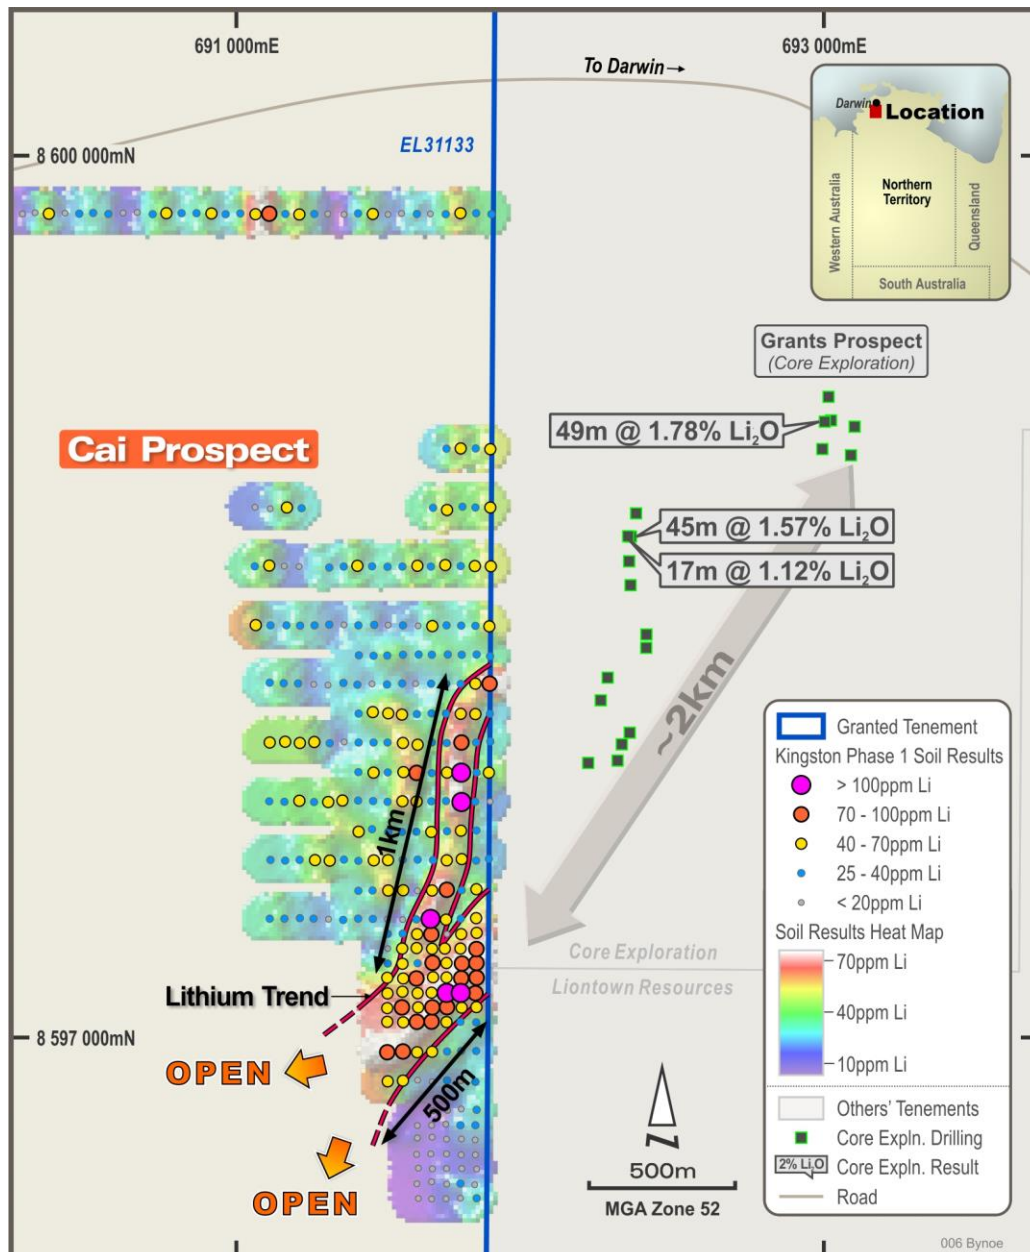 691 000mE
693 000mE
To Darwin→
EL31133
8 600 000mN
Darwin
Location
Western Australia
Northern
Territory
Queensland
South Australia
Grants Prospect
(Core Exploration)
49m @ 1.78% Li₂O
Cai Prospect
45m @ 1.57% Li₂O
17m @ 1.12% Li₂O
~2km
1km
Core Exploration
Liontown Resources
Lithium Trend
8 597 000mN
OPEN
500m
OPEN
N
500m
MGA Zone 52
Granted Tenement
Kingston Phase 1 Soil Results
> 100ppm Li
70 - 100ppm Li
40 - 70ppm Li
25 - 40ppm Li
< 20ppm Li
Soil Results Heat Map
70ppm Li
40ppm Li
10ppm Li
Others' Tenements
Core Expln. Drilling
2% Li₂O Core Expln. Result
Road
006 Bynoe